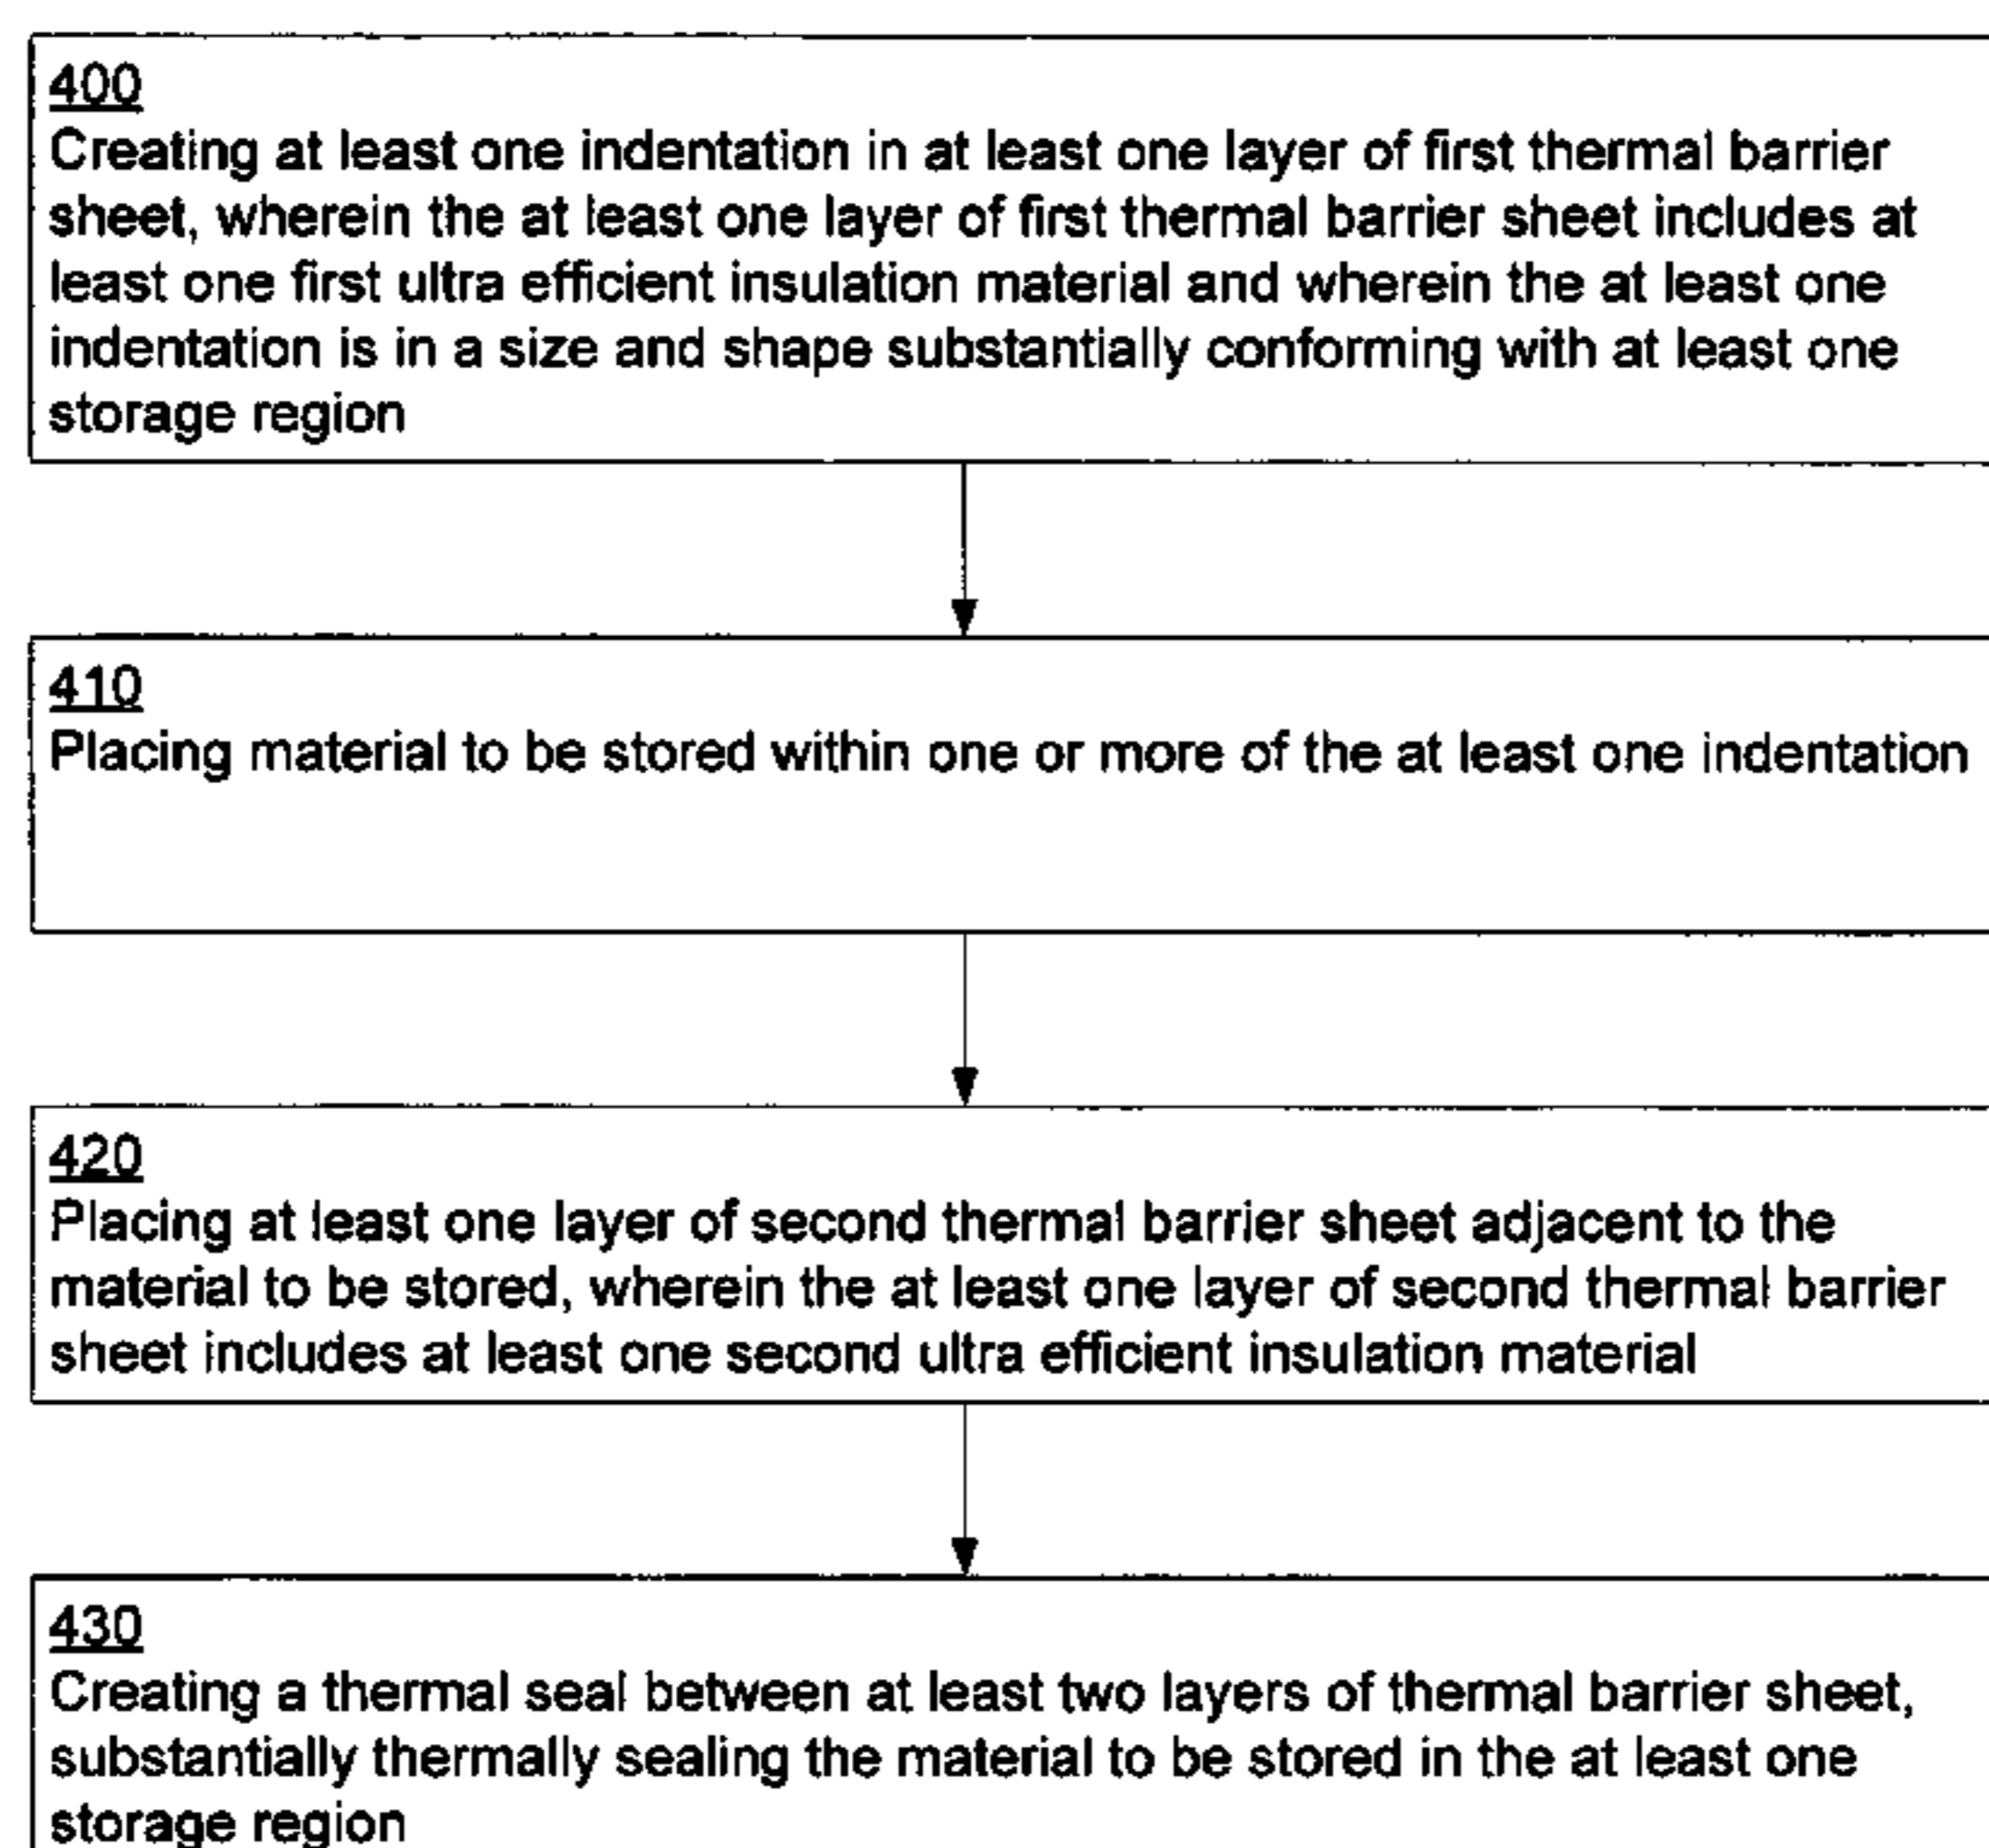 400
Creating at least one indentation in at least one layer of first thermal barrier
sheet, wherein the at least one layer of first thermal barrier sheet includes at
least one first ultra efficient insulation material and wherein the at least one
indentation is in a size and shape substantially conforming with at least one
storage region
410
Placing material to be stored within one or more of the at least one indentation
420
Placing at least one layer of second thermal barrier sheet adjacent to the
material to be stored, wherein the at least one layer of second thermal barrier
sheet includes at least one second ultra efficient insulation material
430
Creating a thermal seal between at least two layers of thermal barrier sheet,
substantially thermally sealing the material to be stored in the at least one
storage region